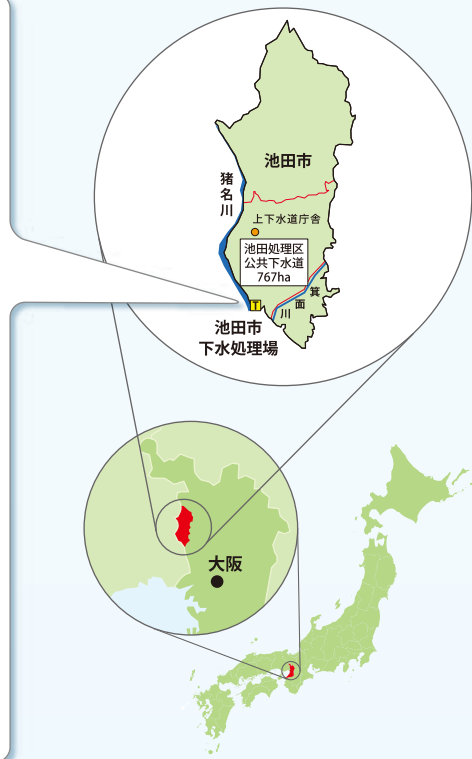 池田市
猪名川
上下水道庁舎
池田処理区
公共下水道
767ha
箕面川
T
池田市
下水処理場
大阪